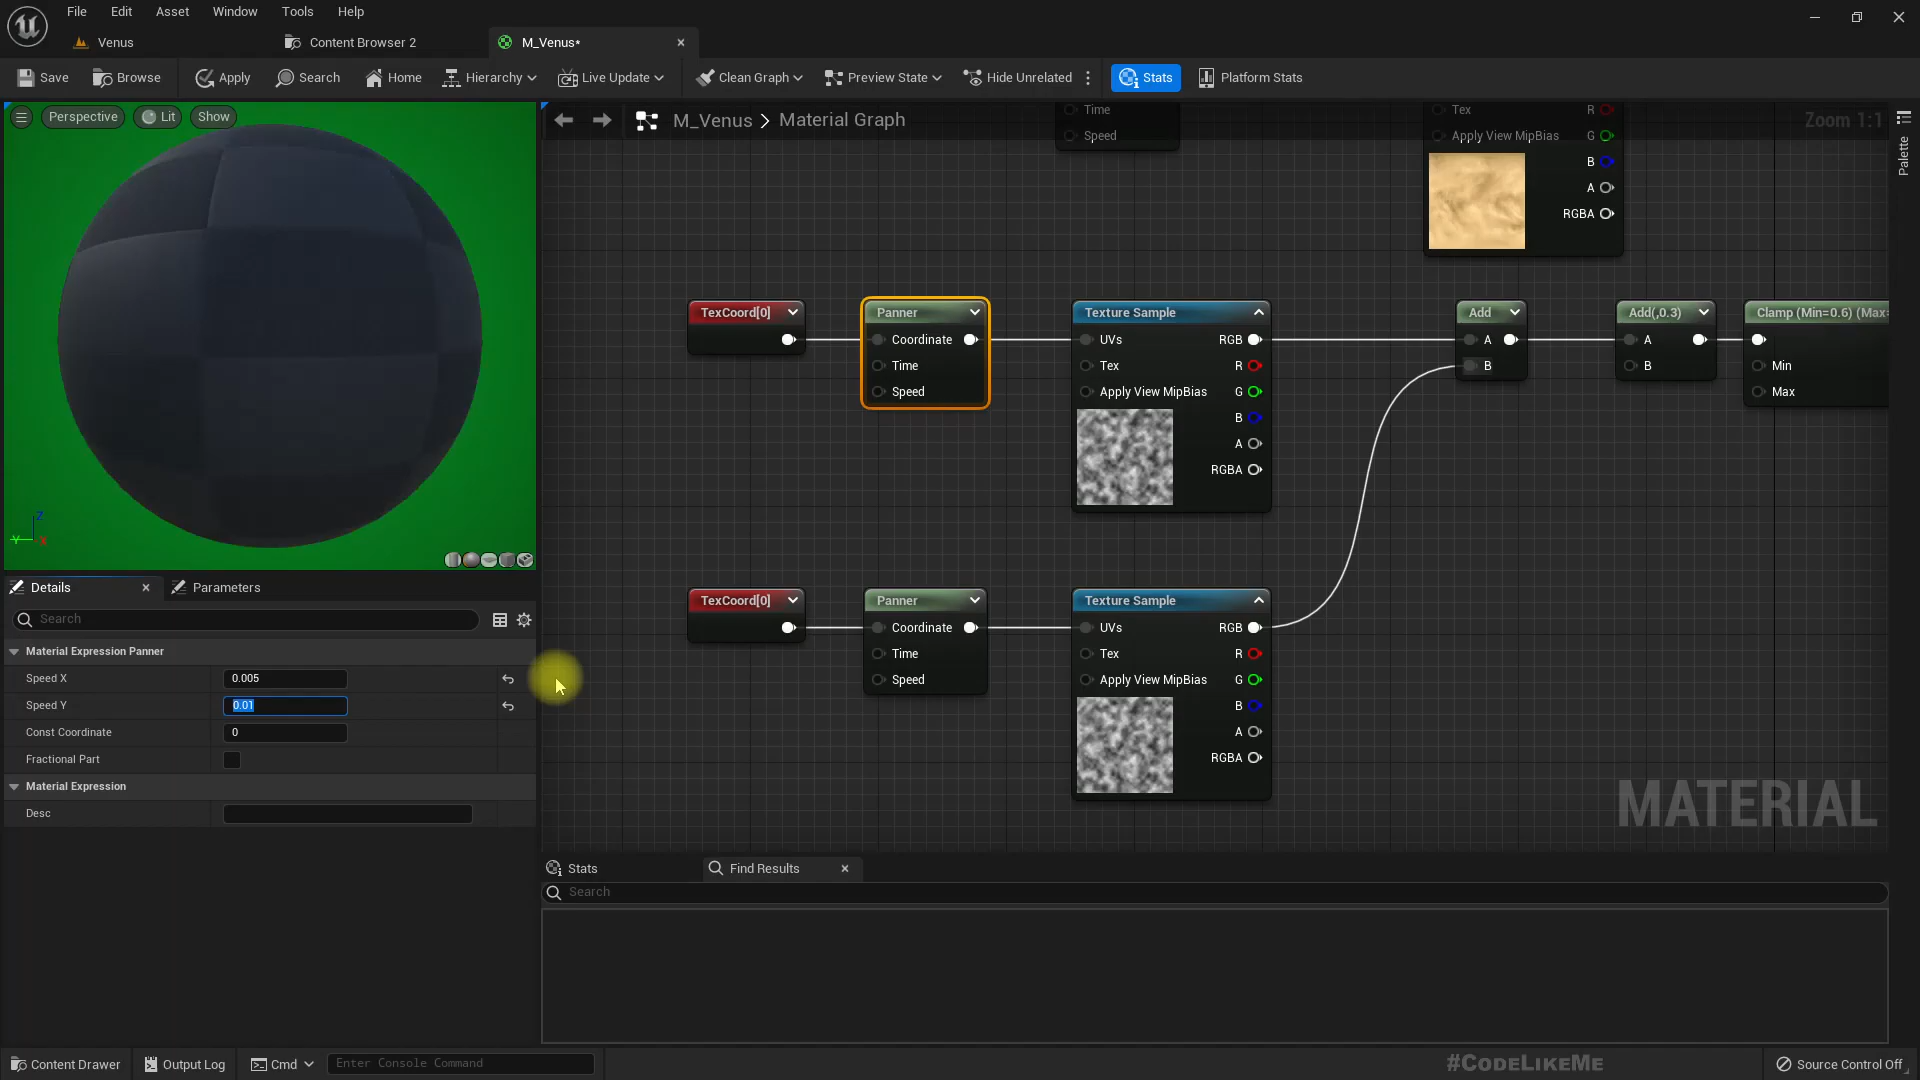 File Edit Asset Window Tools Help
Venus Content Browser 2 M_Venus*
Save Browse Apply Search Home Hierarchy Live Update Clean Graph Preview State Hide Unrelated Stats Platform Stats
Perspective Lit Show
M_Venus > Material Graph
Zoom 1:1
Palette
Time
Speed
Tex R
Apply View MipBias G
B
A
RGBA
TexCoord[0] Panner Texture Sample Add Add(,0.3) Clamp (Min=0.6) (Max=
Coordinate UVs RGB A A
Time Tex R B B Min
Speed Apply View MipBias G Max
B
A
RGBA
Z
Y X
TexCoord[0] Panner Texture Sample
Coordinate UVs RGB
Time Tex R
Speed Apply View MipBias G
B
A
RGBA
MATERIAL
Details Parameters
Search
Material Expression Panner
Speed X 0.005
Speed Y 0.01
Const Coordinate 0
Fractional Part
Material Expression
Desc
Stats Find Results
Search
Content Drawer Output Log Cmd Enter Console Command
#CodeLikeMe
Source Control Off